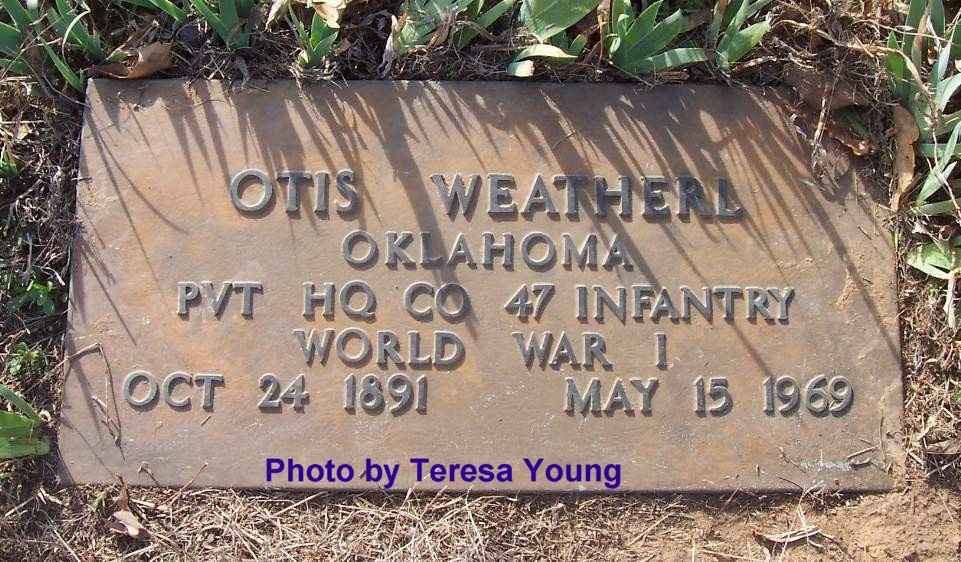 OTIS WEATHERL
OKLAHOMA
PVT HQ CO 47 INFANTRY
WORLD WAR I
OCT 24 1891 MAY 15 1969
Photo by Teresa Young